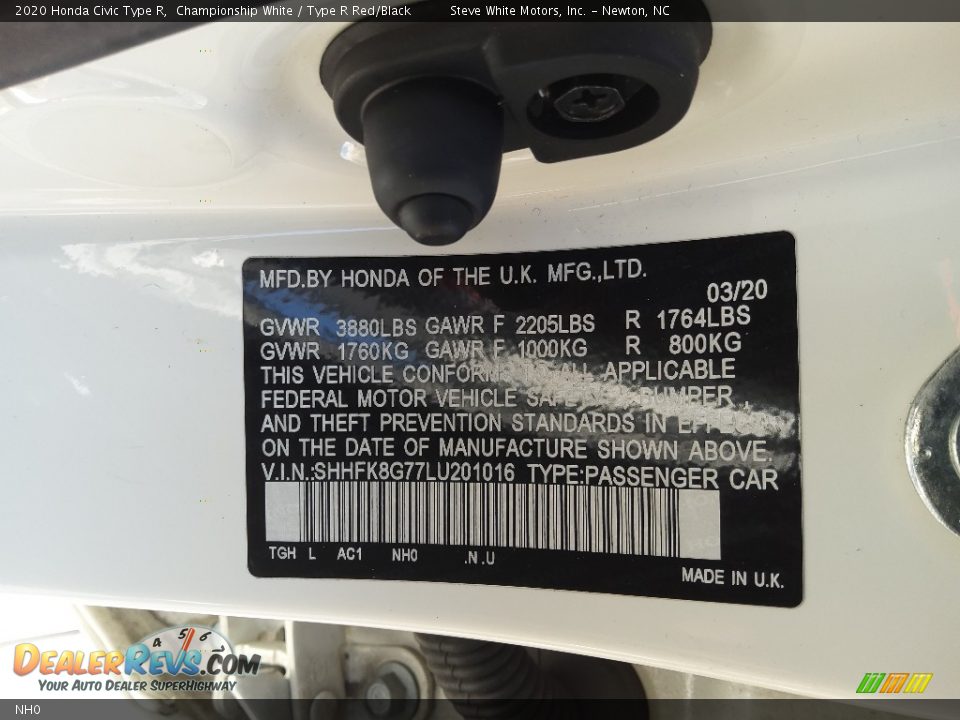 2020 Honda Civic Type R,  Championship White / Type R Red/Black  Steve White Motors, Inc. - Newton, NC
MFD.BY HONDA OF THE U.K. MFG.,LTD.
03/20
GVWR 3880LBS GAWR F 2205LBS R 1764LBS
GVWR 1760KG GAWR F 1000KG R 800KG
THIS VEHICLE CONFORMS TO ALL APPLICABLE
FEDERAL MOTOR VEHICLE SAFETY, BUMPER,
AND THEFT PREVENTION STANDARDS IN EFFECT
ON THE DATE OF MANUFACTURE SHOWN ABOVE.
V.I.N.:SHHFK8G77LU201016 TYPE:PASSENGER CAR
TGH L AC1 NH0 .N .U
MADE IN U.K.
4 5 6
DEALERREVS.COM
YOUR AUTO DEALER SUPERHIGHWAY
NH0